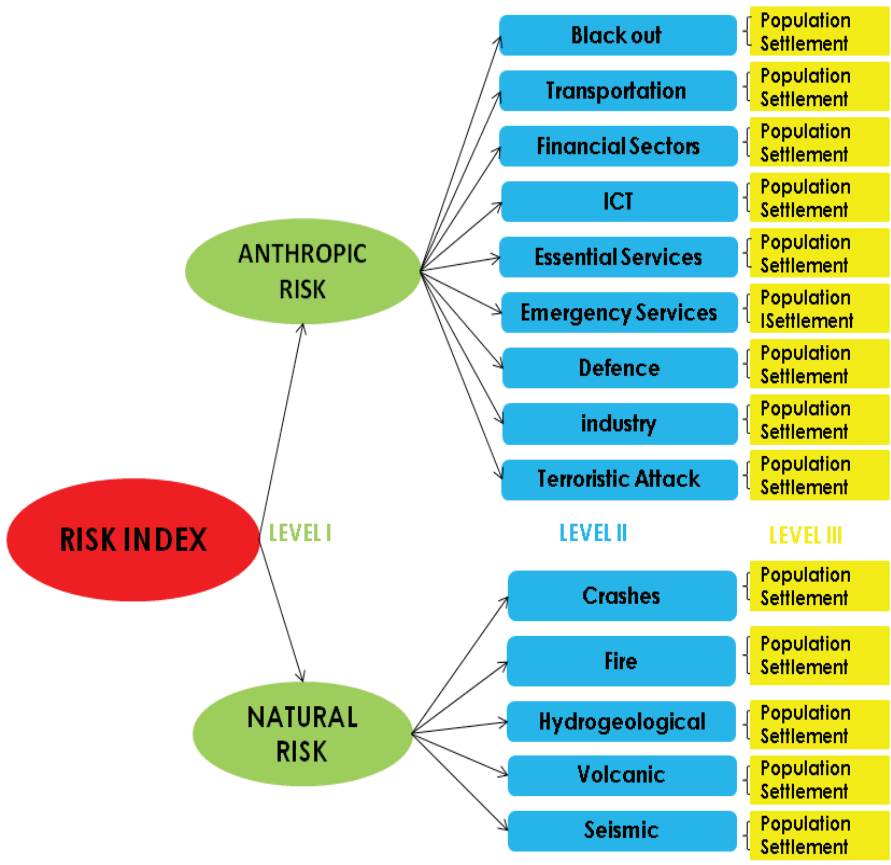 Black out
Population
Settlement
Transportation
Population
Settlement
Financial Sectors
Population
Settlement
ICT
Population
Settlement
ANTHROPIC
RISK
Essential Services
Population
Settlement
Emergency Services
Population
ISettlement
Defence
Population
Settlement
industry
Population
Settlement
Terroristic Attack
Population
Settlement
RISK INDEX
LEVEL I
LEVEL II
LEVEL III
Crashes
Population
Settlement
Fire
Population
Settlement
NATURAL
RISK
Hydrogeological
Population
Settlement
Volcanic
Population
Settlement
Seismic
Population
Settlement